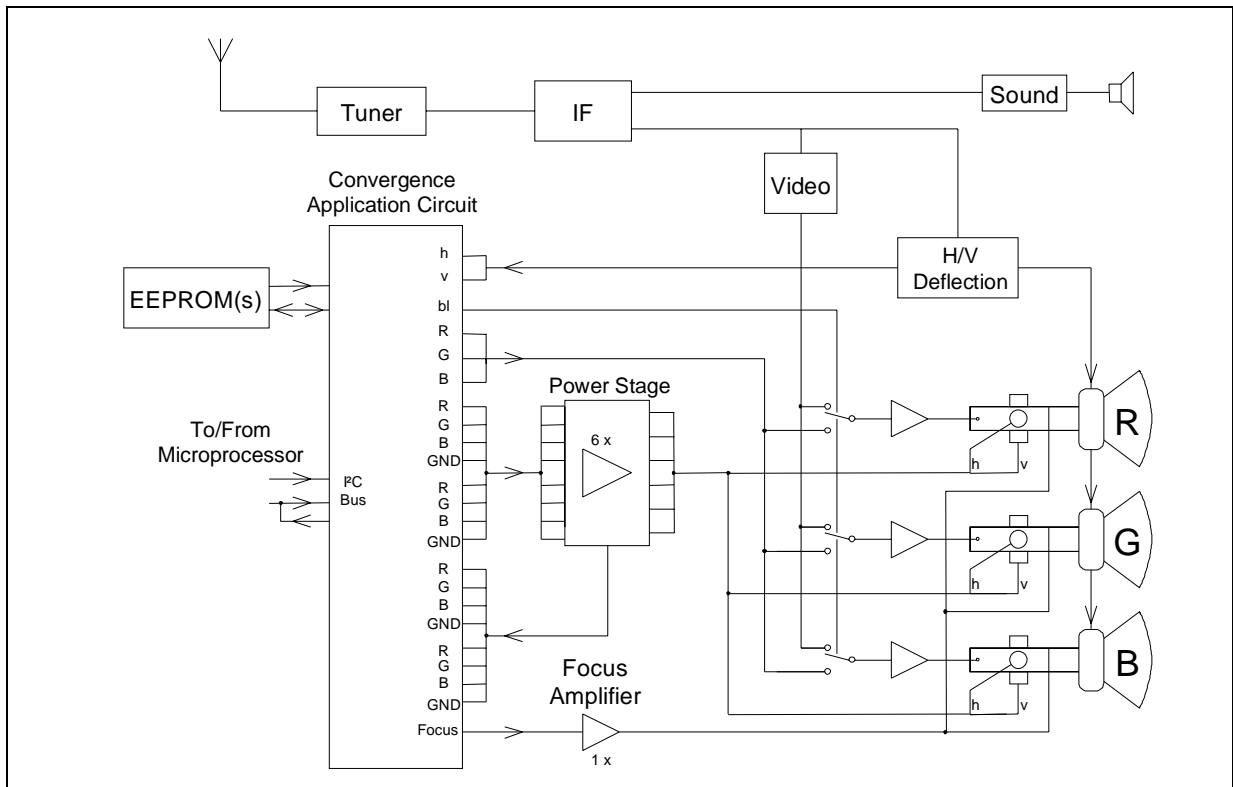 Tuner
IF
Sound
Video
H/V
Deflection
Convergence
Application Circuit
EEPROM(s)
To/From
Microprocessor
I²C
Bus
h
v
bl
R
G
B
R
G
B
GND
R
G
B
GND
R
G
B
GND
R
G
B
GND
Focus
Power Stage
6 x
Focus
Amplifier
1 x
h
v
R
h
v
G
h
v
B